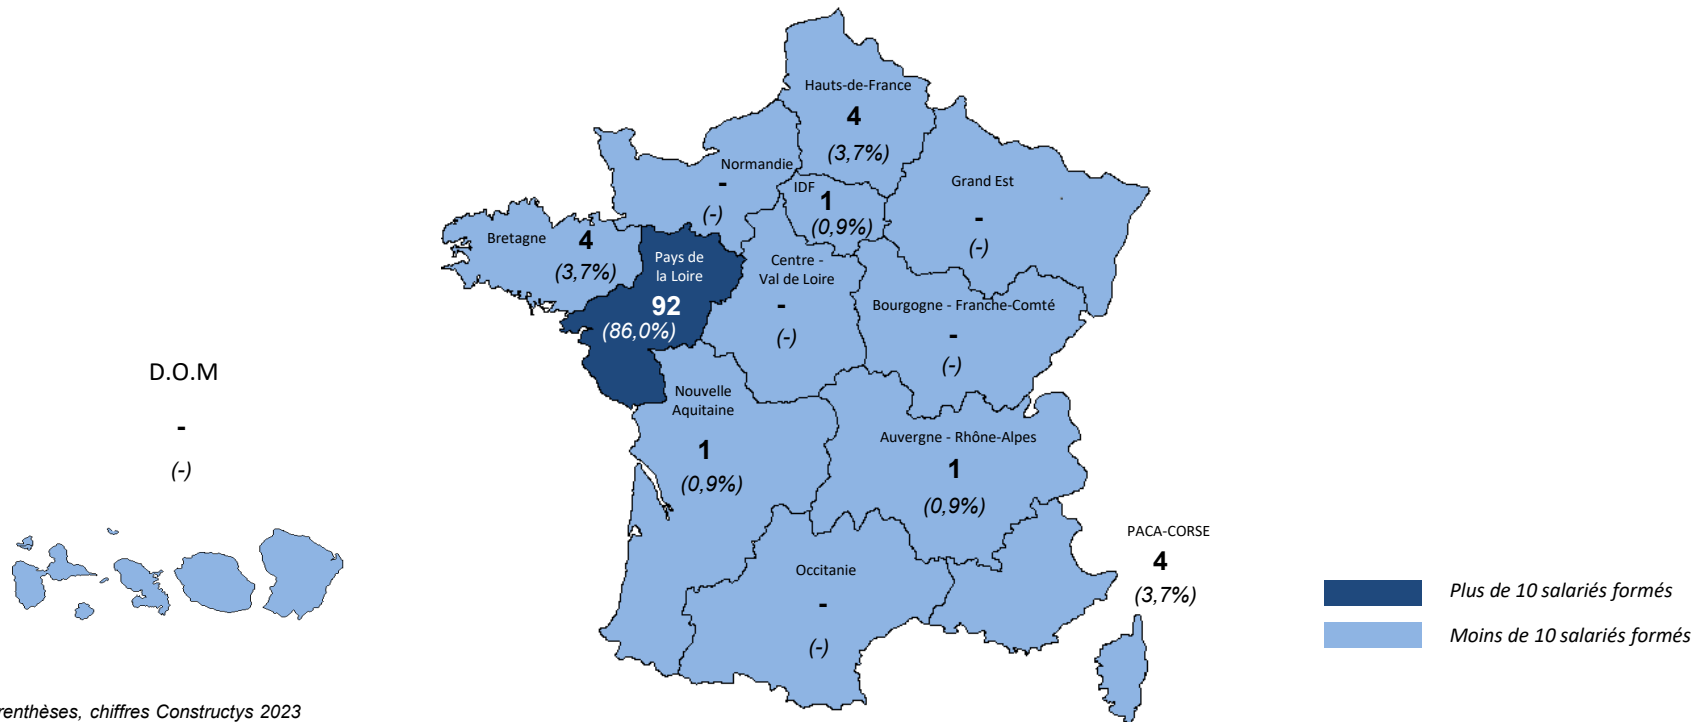 Hauts-de-France
4
(3,7%)
Normandie
-
(-)
IDF
1
(0,9%)
Grand Est
-
(-)
Bretagne
4
(3,7%)
Pays de
la Loire
92
(86,0%)
Centre -
Val de Loire
-
(-)
Bourgogne - Franche-Comté
-
(-)
D.O.M
-
(-)
Nouvelle
Aquitaine
1
(0,9%)
Auvergne - Rhône-Alpes
1
(0,9%)
PACA-CORSE
4
(3,7%)
Occitanie
-
(-)
Plus de 10 salariés formés
Moins de 10 salariés formés
renthèses, chiffres Constructys 2023